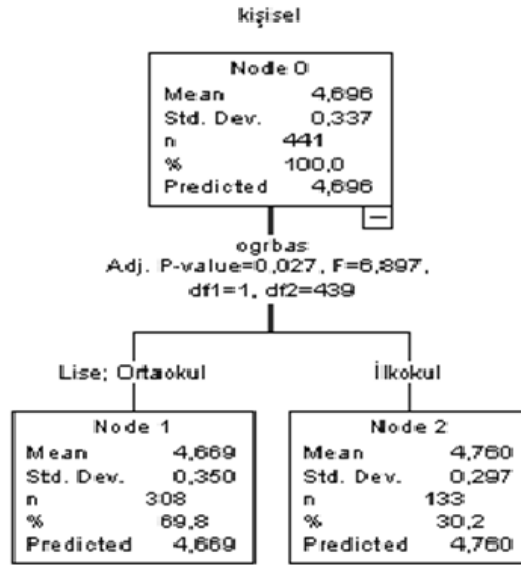 kişisel
Node 0
Mean 4,696
Std. Dev. 0,337
n 441
% 100,0
Predicted 4,696
ogrbas
Adj. P-value=0,027, F=6,897,
df1=1, df2=439
Lise; Ortaokul
İlkokul
Node 1
Mean 4,669
Std. Dev. 0,350
n 308
% 69,8
Predicted 4,669
Node 2
Mean 4,760
Std. Dev. 0,297
n 133
% 30,2
Predicted 4,760